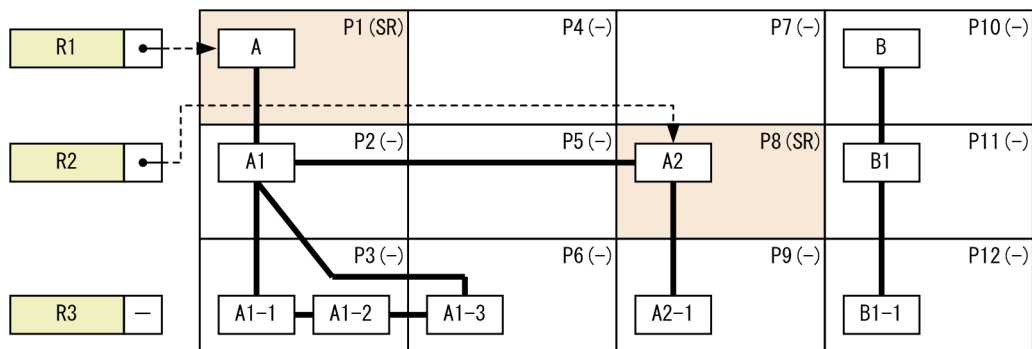 P1(SR) P4(-) P7(-) P10(-)
R1 A B
P2(-) P5(-) P8(SR) P11(-)
R2 A1 A2 B1
P3(-) P6(-) P9(-) P12(-)
R3 — A1-1 A1-2 A1-3 A2-1 B1-1